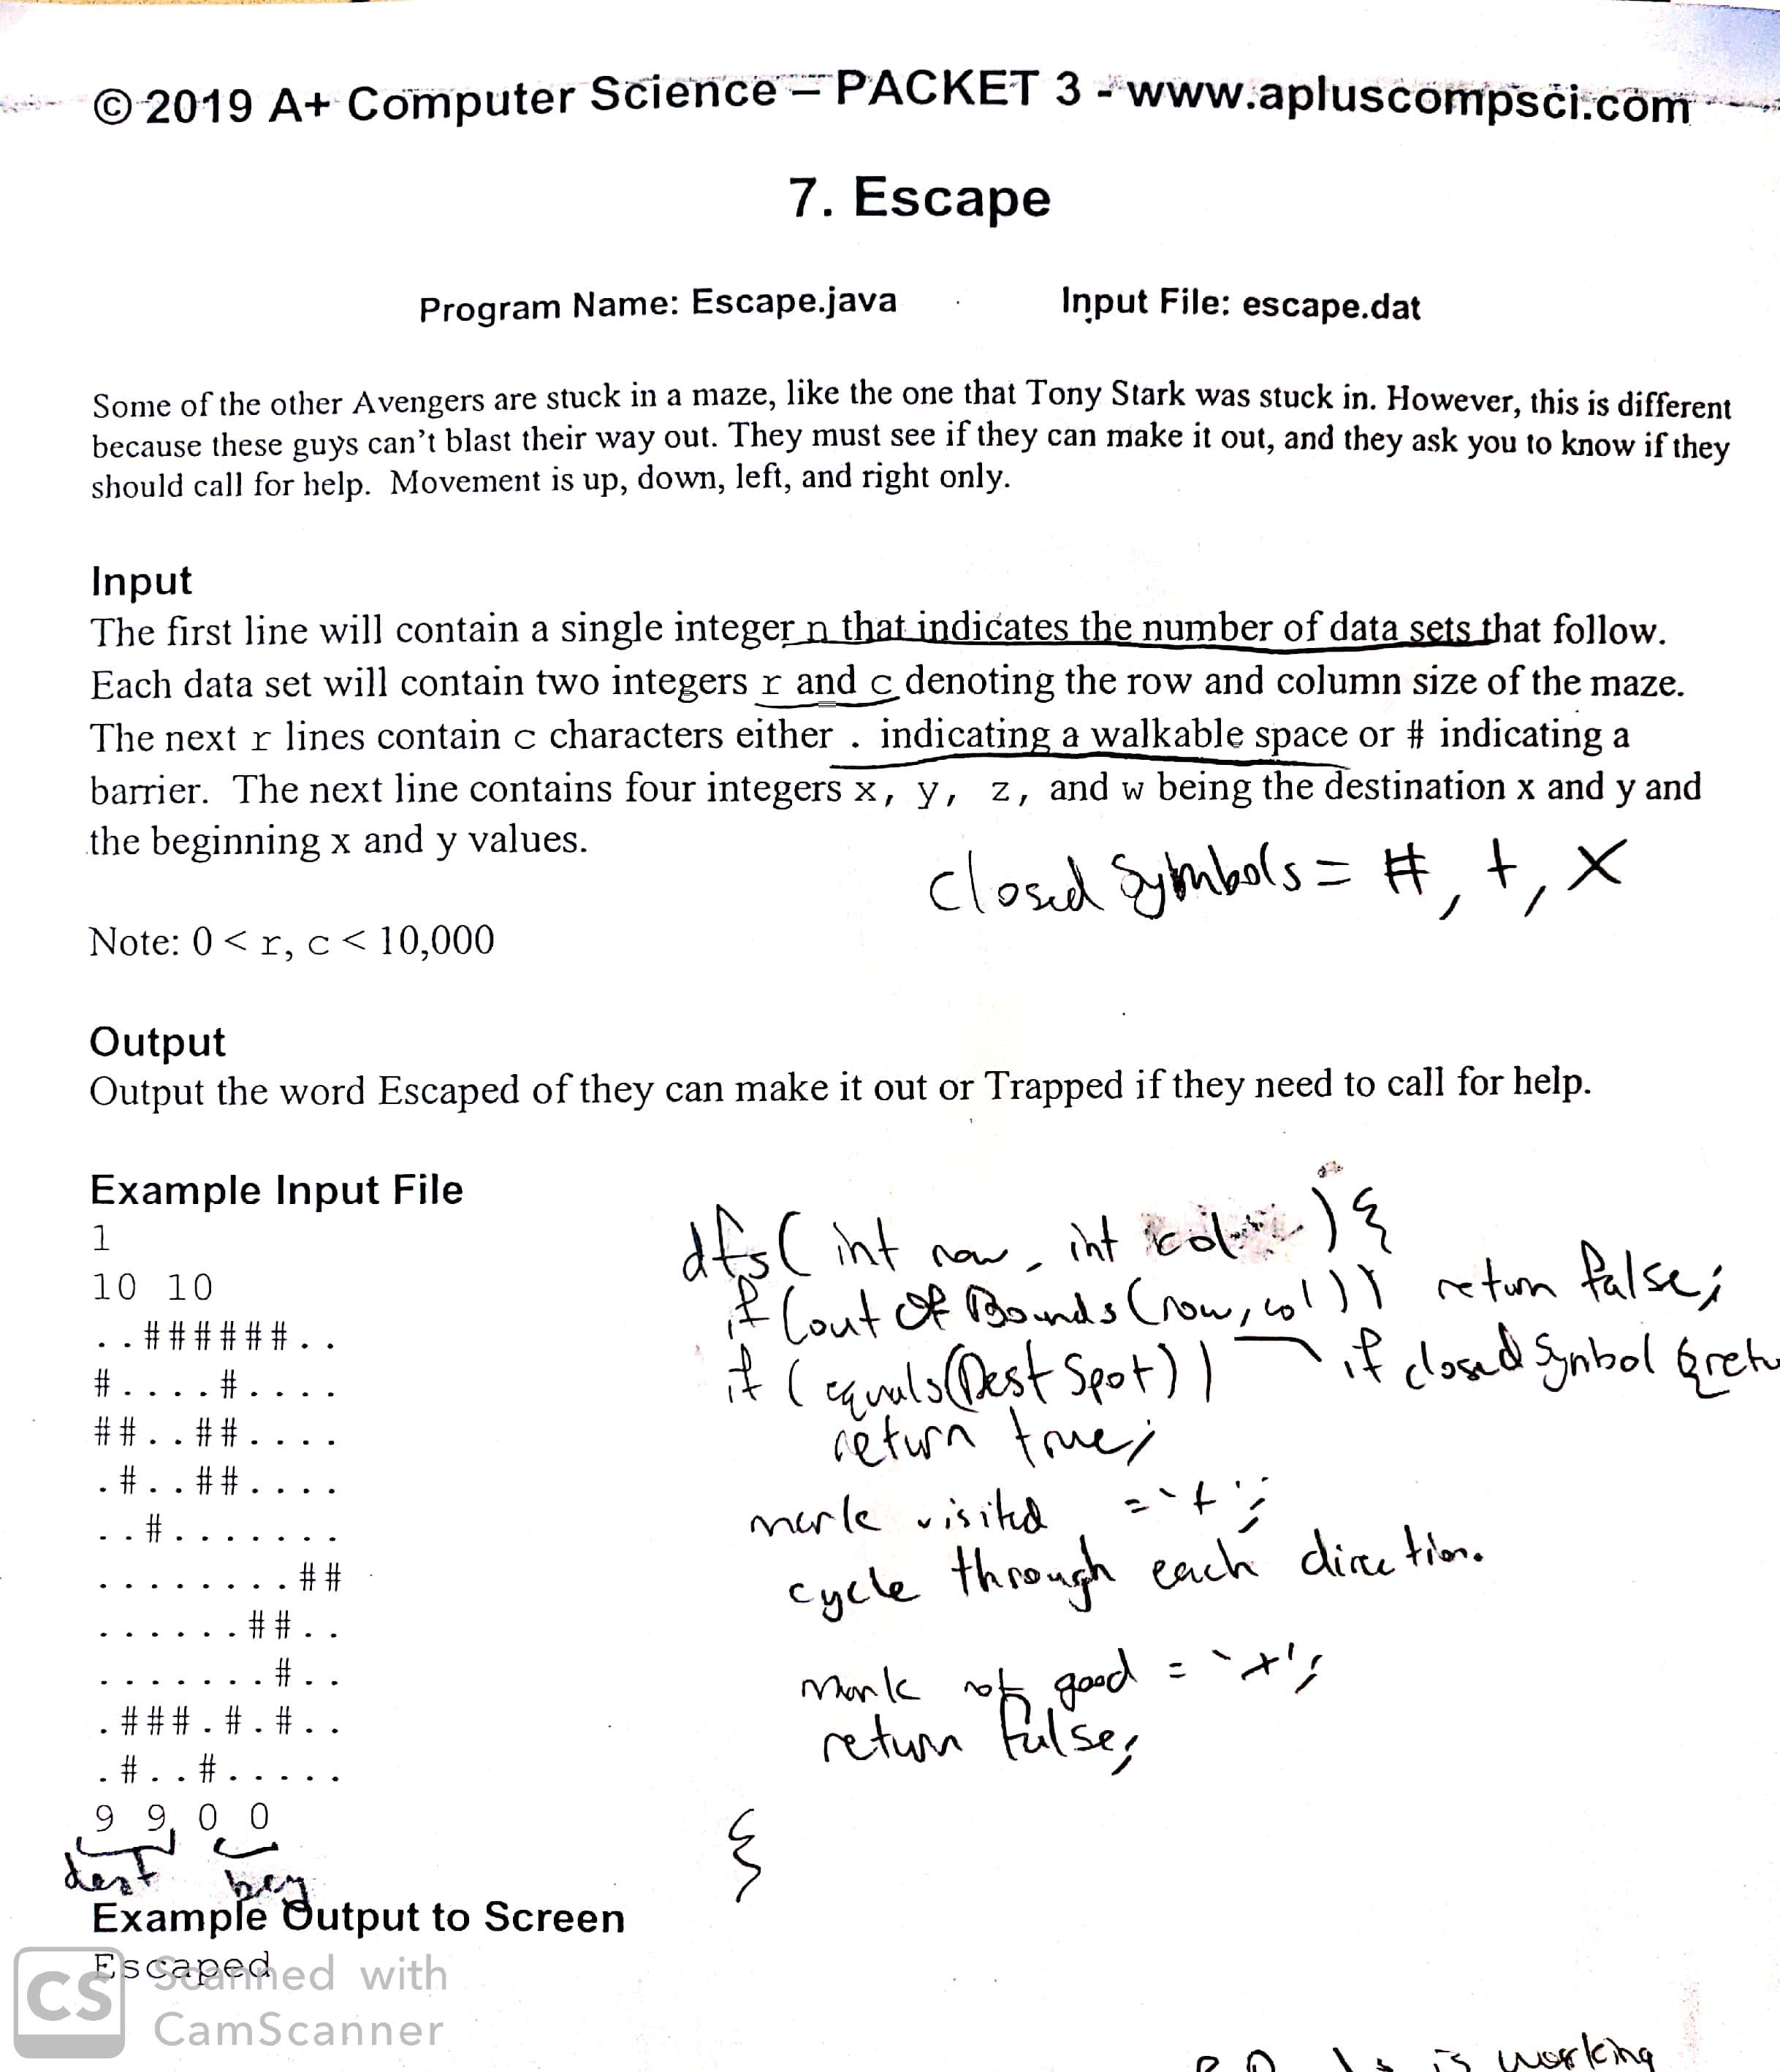 © 2019 A+ Computer Science – PACKET 3 - www.apluscompsci.com
7. Escape
Program Name: Escape.java Input File: escape.dat
Some of the other Avengers are stuck in a maze, like the one that Tony Stark was stuck in. However, this is different
because these guys can't blast their way out. They must see if they can make it out, and they ask you to know if they
should call for help. Movement is up, down, left, and right only.
Input
The first line will contain a single integer n that indicates the number of data sets that follow.
Each data set will contain two integers r and c denoting the row and column size of the maze.
The next r lines contain c characters either . indicating a walkable space or # indicating a
barrier. The next line contains four integers x, y, z, and w being the destination x and y and
the beginning x and y values.
Closed Symbols = #, +, X
Note: 0 < r, c < 10,000
Output
Output the word Escaped of they can make it out or Trapped if they need to call for help.
Example Input File
1
10 10
..######..
#....#....
##..##....
.#..##....
..#.......
........##
......##..
.......#..
.###.#.#..
.#..#.....
9 9 0 0
dest beg
dfs( int row, int col ) {
if (out Of Bounds (row, col)) return false;
if (equals(Dest Spot)) if closed Symbol & retu
return true;
mark visited = '+';
cycle through each direction.
mark not good = 'x';
return false;
}
Example Output to Screen
Escaped
CS Scanned with
CamScanner
is working